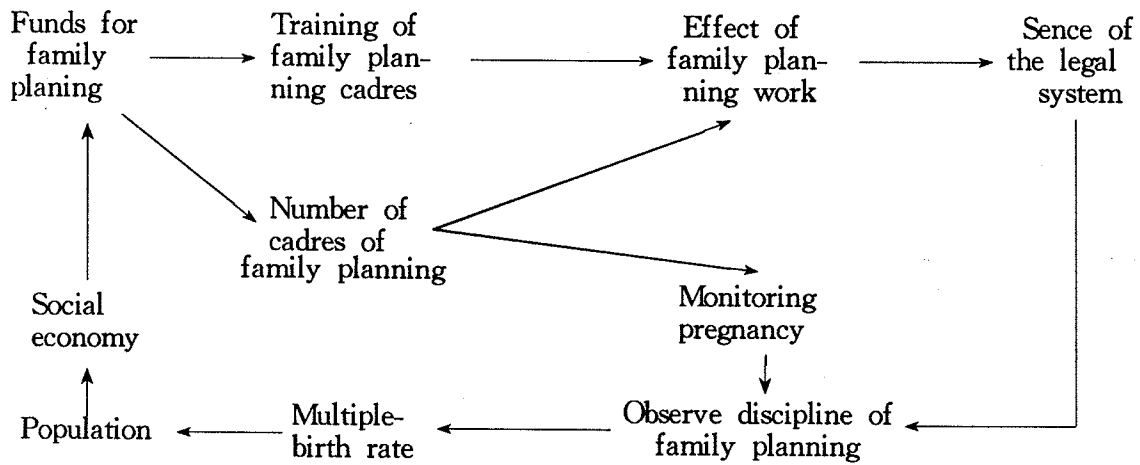 Funds for
family
planing
Training of
family plan-
ning cadres
Effect of
family plan-
ning work
Sence of
the legal
system
Number of
cadres of
family planning
Social
economy
Monitoring
pregnancy
Population
Multiple-
birth rate
Observe discipline of
family planning